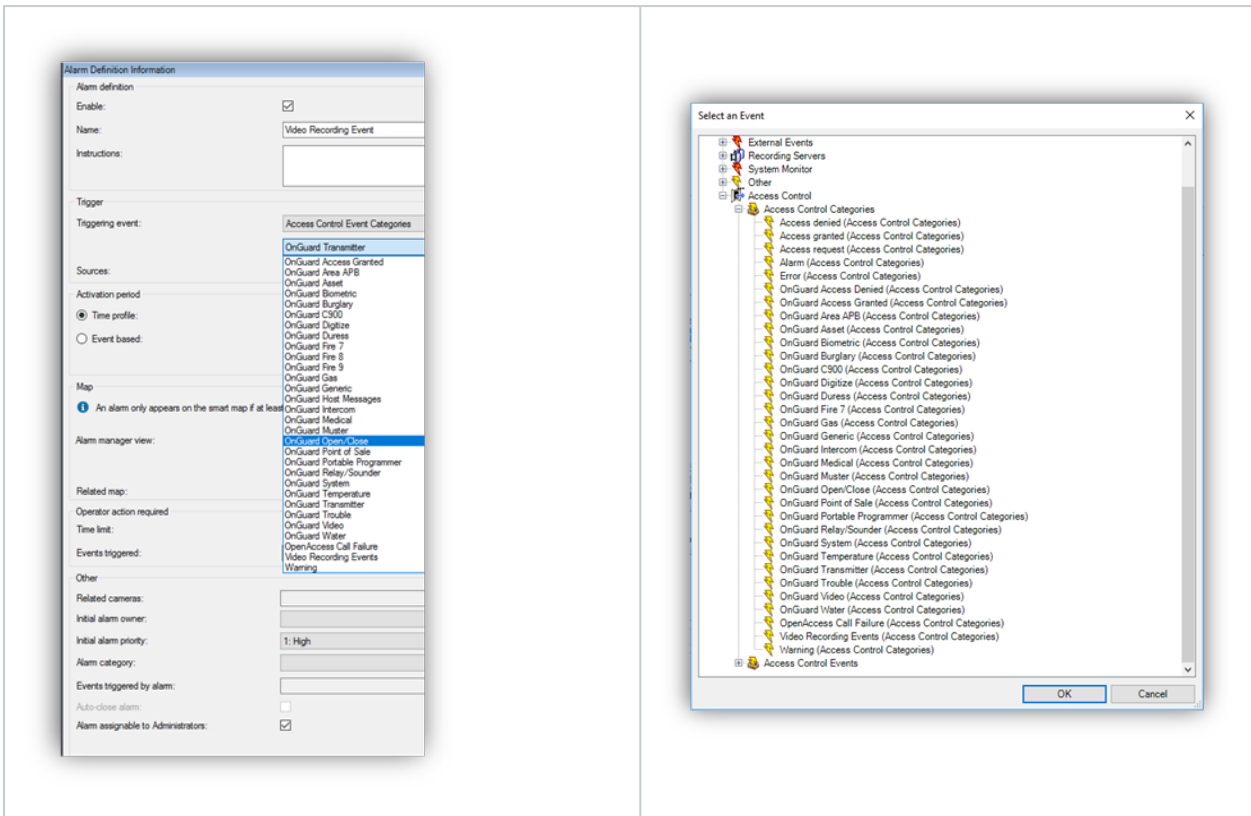 Alarm Definition Information
Alarm definition
Enable:
Name:
Video Recording Event
Instructions:
Trigger
Triggering event:
Access Control Event Categories
OnGuard Transmitter
Sources:
OnGuard Access Granted
OnGuard Area APB
OnGuard Asset
OnGuard Biometric
OnGuard Burglary
OnGuard C900
OnGuard Digitize
OnGuard Duress
OnGuard Fire 7
OnGuard Fire 8
OnGuard Fire 9
OnGuard Gas
OnGuard Generic
OnGuard Host Messages
OnGuard Intercom
OnGuard Medical
OnGuard Muster
OnGuard Open/Close
OnGuard Point of Sale
OnGuard Portable Programmer
OnGuard Relay/Sounder
OnGuard System
OnGuard Temperature
OnGuard Transmitter
OnGuard Trouble
OnGuard Video
OnGuard Water
OpenAccess Call Failure
Video Recording Events
Warning
Activation period
Time profile:
Event based:
Map
An alarm only appears on the smart map if at least
Alarm manager view:
Related map:
Operator action required
Time limit:
Events triggered:
Other
Related cameras:
Initial alarm owner:
Initial alarm priority:
1: High
Alarm category:
Events triggered by alarm:
Auto-close alarm:
Alarm assignable to Administrators:
Select an Event
External Events
Recording Servers
System Monitor
Other
Access Control
Access Control Categories
Access denied (Access Control Categories)
Access granted (Access Control Categories)
Access request (Access Control Categories)
Alarm (Access Control Categories)
Error (Access Control Categories)
OnGuard Access Denied (Access Control Categories)
OnGuard Access Granted (Access Control Categories)
OnGuard Area APB (Access Control Categories)
OnGuard Asset (Access Control Categories)
OnGuard Biometric (Access Control Categories)
OnGuard Burglary (Access Control Categories)
OnGuard C900 (Access Control Categories)
OnGuard Digitize (Access Control Categories)
OnGuard Duress (Access Control Categories)
OnGuard Fire 7 (Access Control Categories)
OnGuard Gas (Access Control Categories)
OnGuard Generic (Access Control Categories)
OnGuard Intercom (Access Control Categories)
OnGuard Medical (Access Control Categories)
OnGuard Muster (Access Control Categories)
OnGuard Open/Close (Access Control Categories)
OnGuard Point of Sale (Access Control Categories)
OnGuard Portable Programmer (Access Control Categories)
OnGuard Relay/Sounder (Access Control Categories)
OnGuard System (Access Control Categories)
OnGuard Temperature (Access Control Categories)
OnGuard Transmitter (Access Control Categories)
OnGuard Trouble (Access Control Categories)
OnGuard Video (Access Control Categories)
OnGuard Water (Access Control Categories)
OpenAccess Call Failure (Access Control Categories)
Video Recording Events (Access Control Categories)
Warning (Access Control Categories)
Access Control Events
OK
Cancel